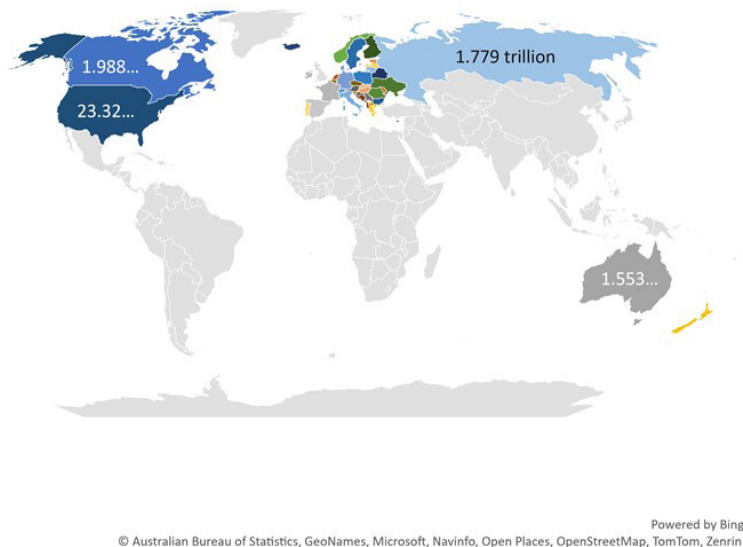 1.988...
1.779 trillion
23.32...
1.553...
Powered by Bing
© Australian Bureau of Statistics, GeoNames, Microsoft, Navinfo, Open Places, OpenStreetMap, TomTom, Zenrin